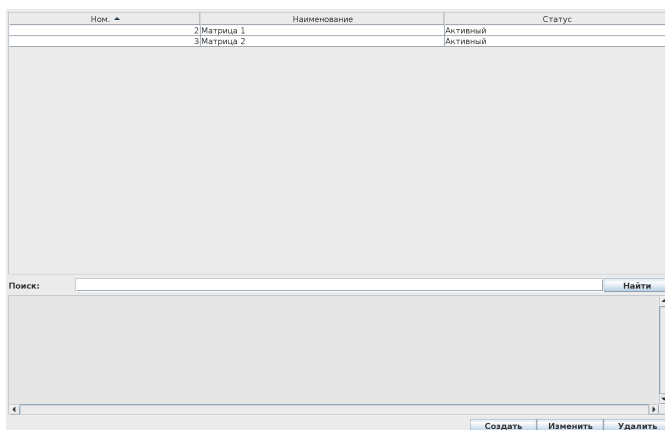 Ном. Наименование Статус
2 Матрица 1 Активный
3 Матрица 2 Активный
Поиск: Найти
Создать Изменить Удалить